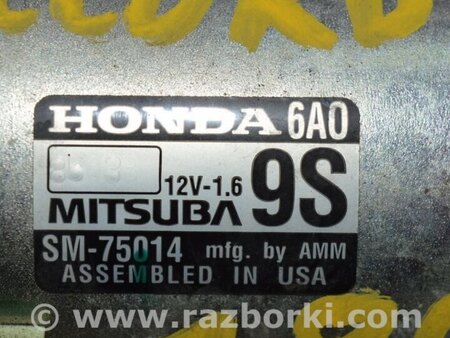 HONDA 6A0
12V-1.6 9S
MITSUBA
SM-75014 mfg. by AMM
ASSEMBLED IN USA
© www.razborki.com